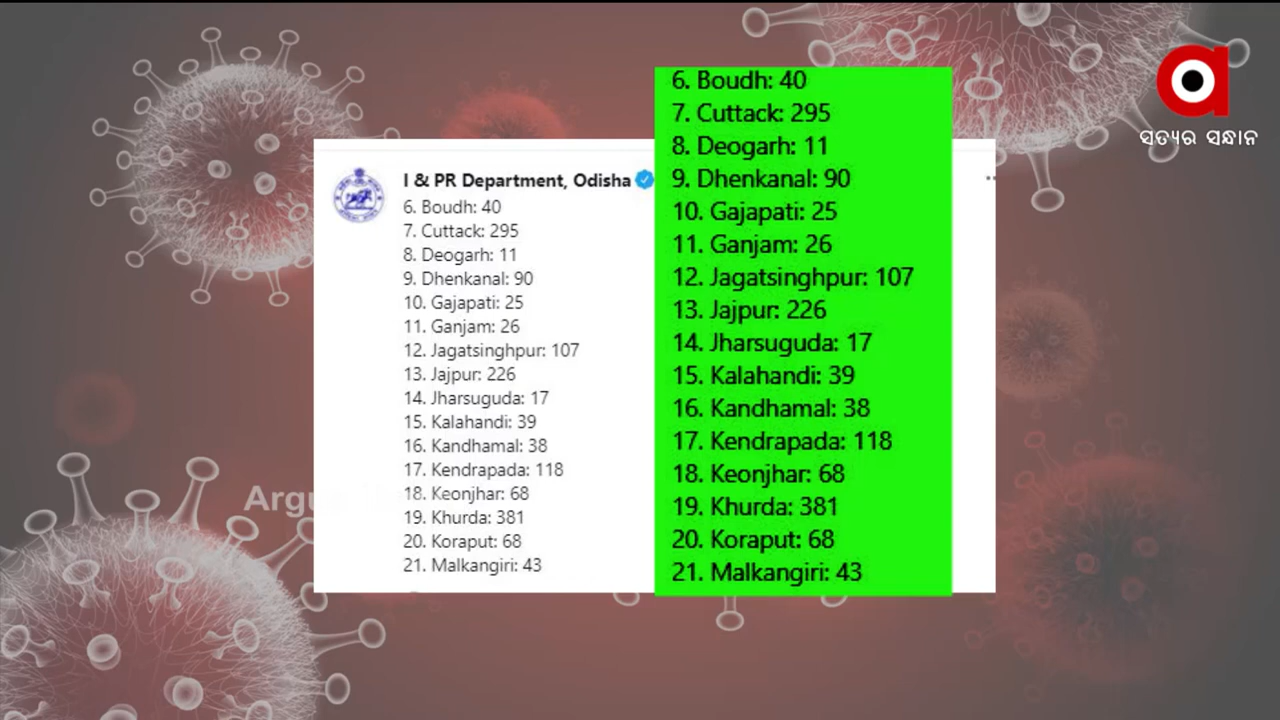 ସତ୍ୟର ସନ୍ଧାନ
I & PR Department, Odisha
6. Boudh: 40
7. Cuttack: 295
8. Deogarh: 11
9. Dhenkanal: 90
10. Gajapati: 25
11. Ganjam: 26
12. Jagatsinghpur: 107
13. Jajpur: 226
14. Jharsuguda: 17
15. Kalahandi: 39
16. Kandhamal: 38
17. Kendrapada: 118
18. Keonjhar: 68
19. Khurda: 381
20. Koraput: 68
21. Malkangiri: 43
6. Boudh: 40
7. Cuttack: 295
8. Deogarh: 11
9. Dhenkanal: 90
10. Gajapati: 25
11. Ganjam: 26
12. Jagatsinghpur: 107
13. Jajpur: 226
14. Jharsuguda: 17
15. Kalahandi: 39
16. Kandhamal: 38
17. Kendrapada: 118
18. Keonjhar: 68
19. Khurda: 381
20. Koraput: 68
21. Malkangiri: 43